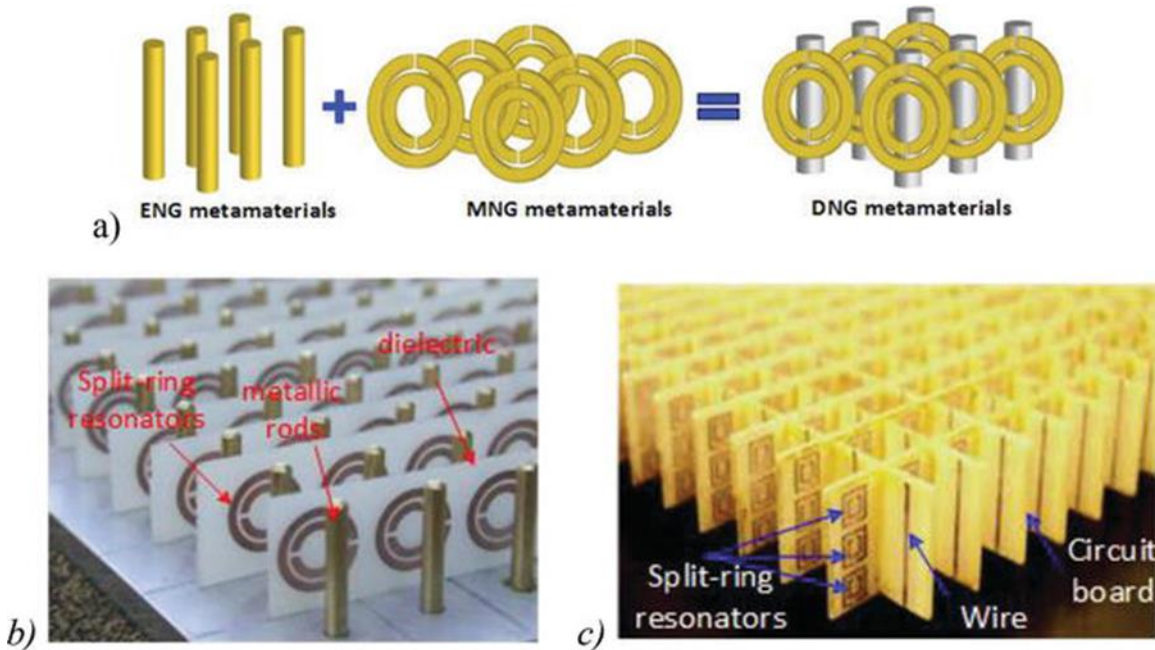 +
=
ENG metamaterials
MNG metamaterials
DNG metamaterials
a)
Split-ring
resonators
metallic
rods
dielectric
b)
Split-ring
resonators
Wire
Circuit
board
c)